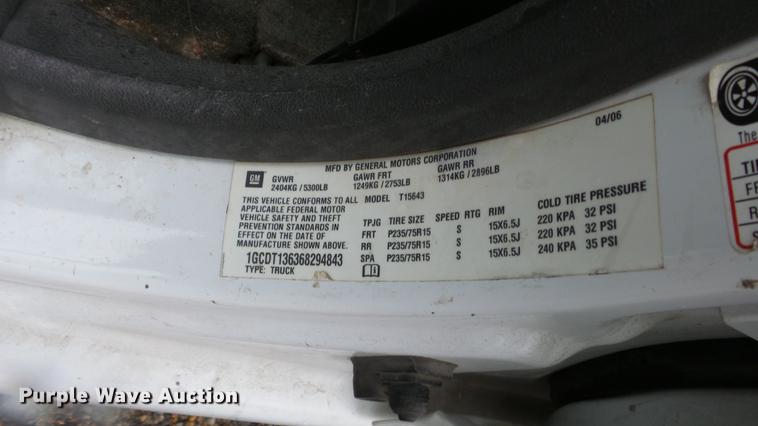 04/06
MFD BY GENERAL MOTORS CORPORATION
GM
GVWR GAWR FRT GAWR RR
2404KG / 5300LB 1249KG / 2753LB 1314KG / 2896LB
THIS VEHICLE CONFORMS TO ALL MODEL T15643
APPLICABLE FEDERAL MOTOR
VEHICLE SAFETY AND THEFT
PREVENTION STANDARDS IN
EFFECT ON THE DATE OF
MANUFACTURE SHOWN ABOVE.
1GCDT136368294843
TYPE: TRUCK
TPJG TIRE SIZE SPEED RTG RIM COLD TIRE PRESSURE
FRT P235/75R15 S 15X6.5J 220 KPA 32 PSI
RR P235/75R15 S 15X6.5J 220 KPA 32 PSI
SPA P235/75R15 S 15X6.5J 240 KPA 35 PSI
The
TI
F
R
S
Purple Wave Auction